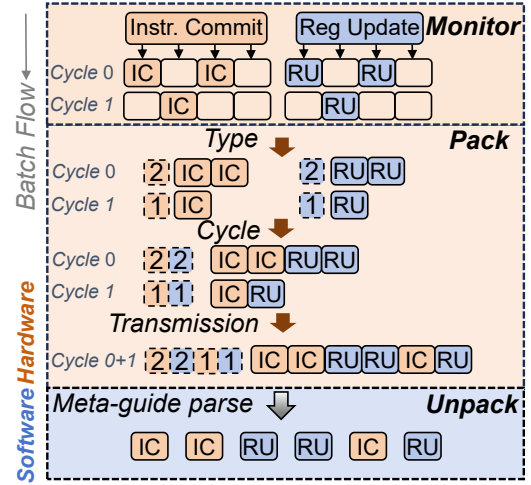 Instr. Commit Reg Update Monitor
Cycle 0 IC IC RU RU
Cycle 1 IC RU
Type Pack
Cycle 0 2 IC IC 2 RU RU
Cycle 1 1 IC 1 RU
Cycle
Cycle 0 2 2 IC IC RU RU
Cycle 1 1 1 IC RU
Transmission
Cycle 0+1 2 2 1 1 IC IC RU RU IC RU
Meta-guide parse Unpack
IC IC RU RU IC RU
Batch Flow
Software Hardware